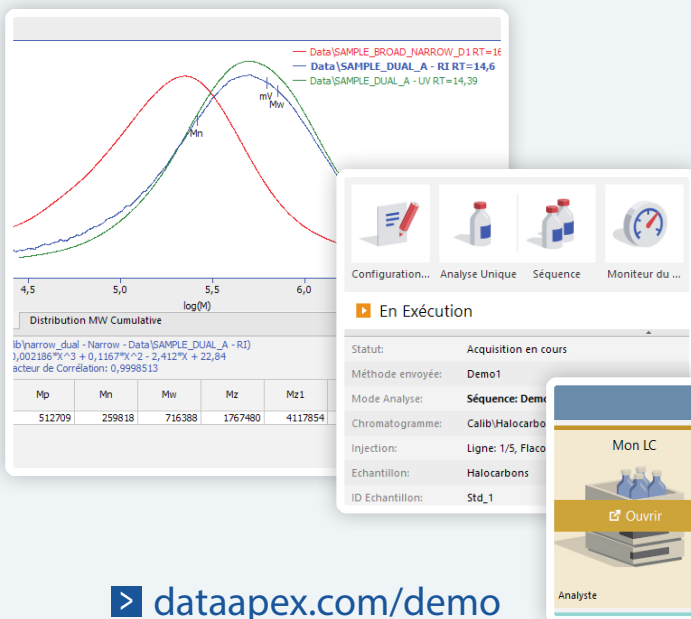 Data\SAMPLE_BROAD_NARROW_D1 RT=16
Data\SAMPLE_DUAL_A - RI RT=14,6
Data\SAMPLE_DUAL_A - UV RT=14,39
mV
Mw
Mn
4,5 5,0 5,5 6,0
log(M)
Distribution MW Cumulative
lib\narrow_dual - Narrow - Data\SAMPLE_DUAL_A - RI)
0,002186*X^3 + 0,1167*X^2 - 2,412*X + 22,84
acteur de Corrélation: 0,9998513
Mp Mn Mw Mz Mz1
512709 259818 716388 1767480 4117854
Configuration... Analyse Unique Séquence Moniteur du ...
En Exécution
Statut: Acquisition en cours
Méthode envoyée: Demo1
Mode Analyse: Séquence: Demo
Chromatogramme: Calib\Halocarbo
Injection: Ligne: 1/5, Flaco
Echantillon: Halocarbons
ID Echantillon: Std_1
Mon LC
Ouvrir
Analyste
dataapex.com/demo